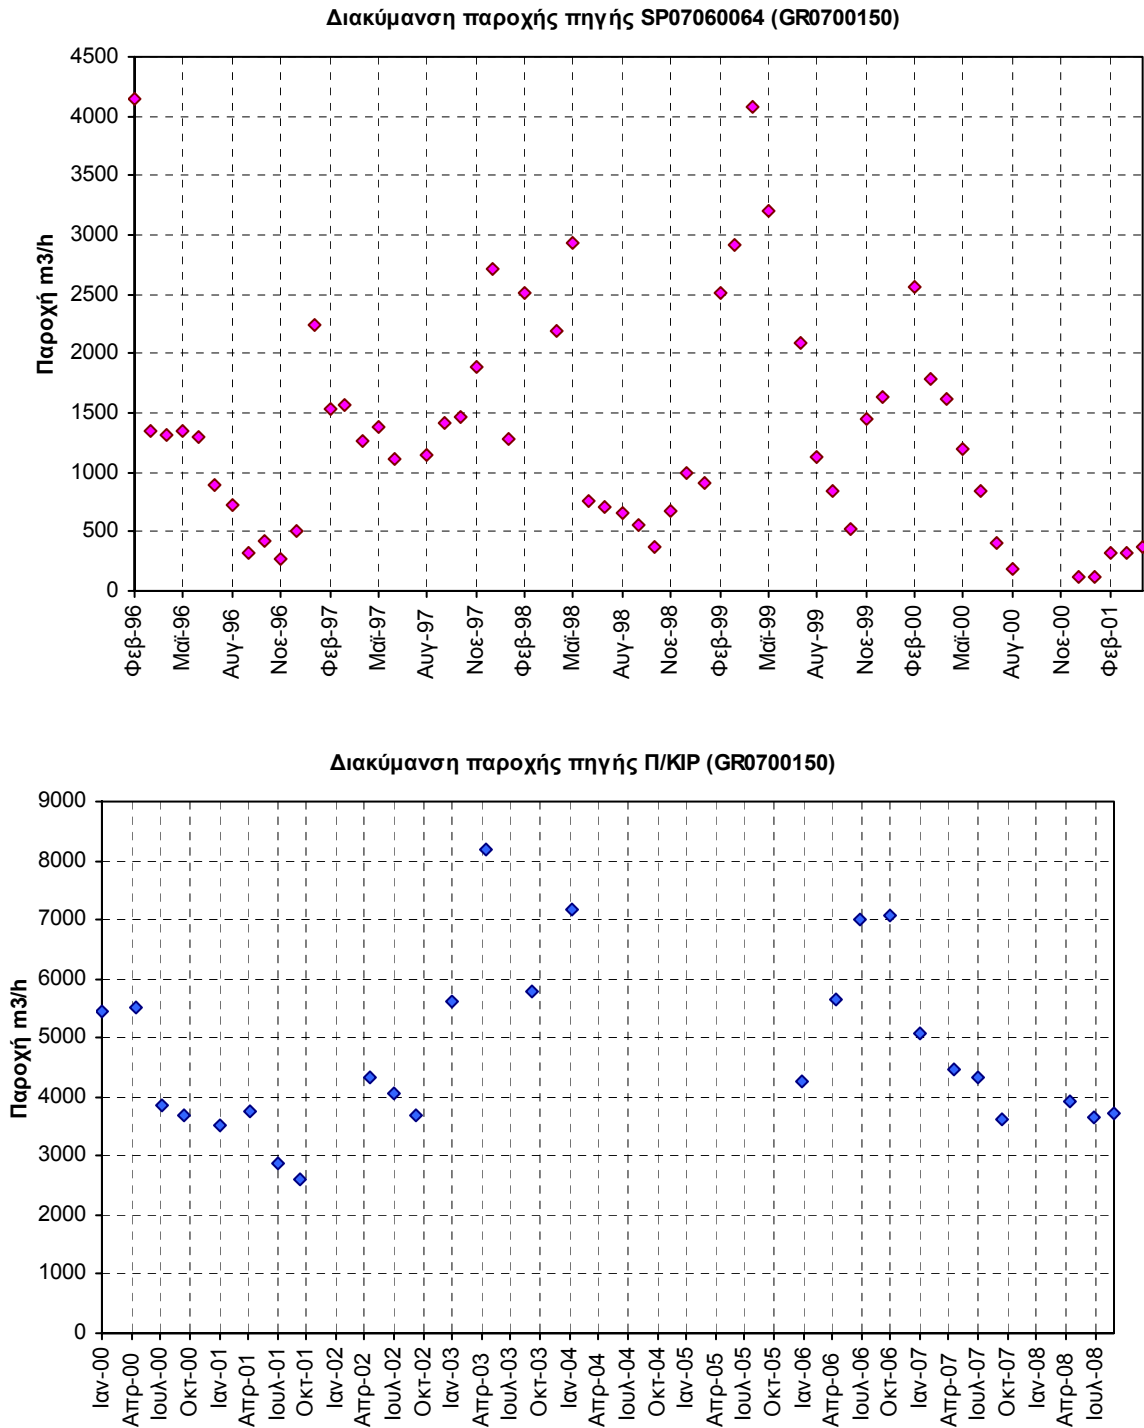 Διακύμανση παροχής πηγής SP07060064 (GR0700150)
Παροχή m3/h
4500
4000
3500
3000
2500
2000
1500
1000
500
0
Φεβ-96
Μαϊ-96
Αυγ-96
Νοε-96
Φεβ-97
Μαϊ-97
Αυγ-97
Νοε-97
Φεβ-98
Μαϊ-98
Αυγ-98
Νοε-98
Φεβ-99
Μαϊ-99
Αυγ-99
Νοε-99
Φεβ-00
Μαϊ-00
Αυγ-00
Νοε-00
Φεβ-01
Διακύμανση παροχής πηγής Π/ΚΙΡ (GR0700150)
Παροχή m3/h
9000
8000
7000
6000
5000
4000
3000
2000
1000
0
Ιαν-00
Απρ-00
Ιουλ-00
Οκτ-00
Ιαν-01
Απρ-01
Ιουλ-01
Οκτ-01
Ιαν-02
Απρ-02
Ιουλ-02
Οκτ-02
Ιαν-03
Απρ-03
Ιουλ-03
Οκτ-03
Ιαν-04
Απρ-04
Ιουλ-04
Οκτ-04
Ιαν-05
Απρ-05
Ιουλ-05
Οκτ-05
Ιαν-06
Απρ-06
Ιουλ-06
Οκτ-06
Ιαν-07
Απρ-07
Ιουλ-07
Οκτ-07
Ιαν-08
Απρ-08
Ιουλ-08